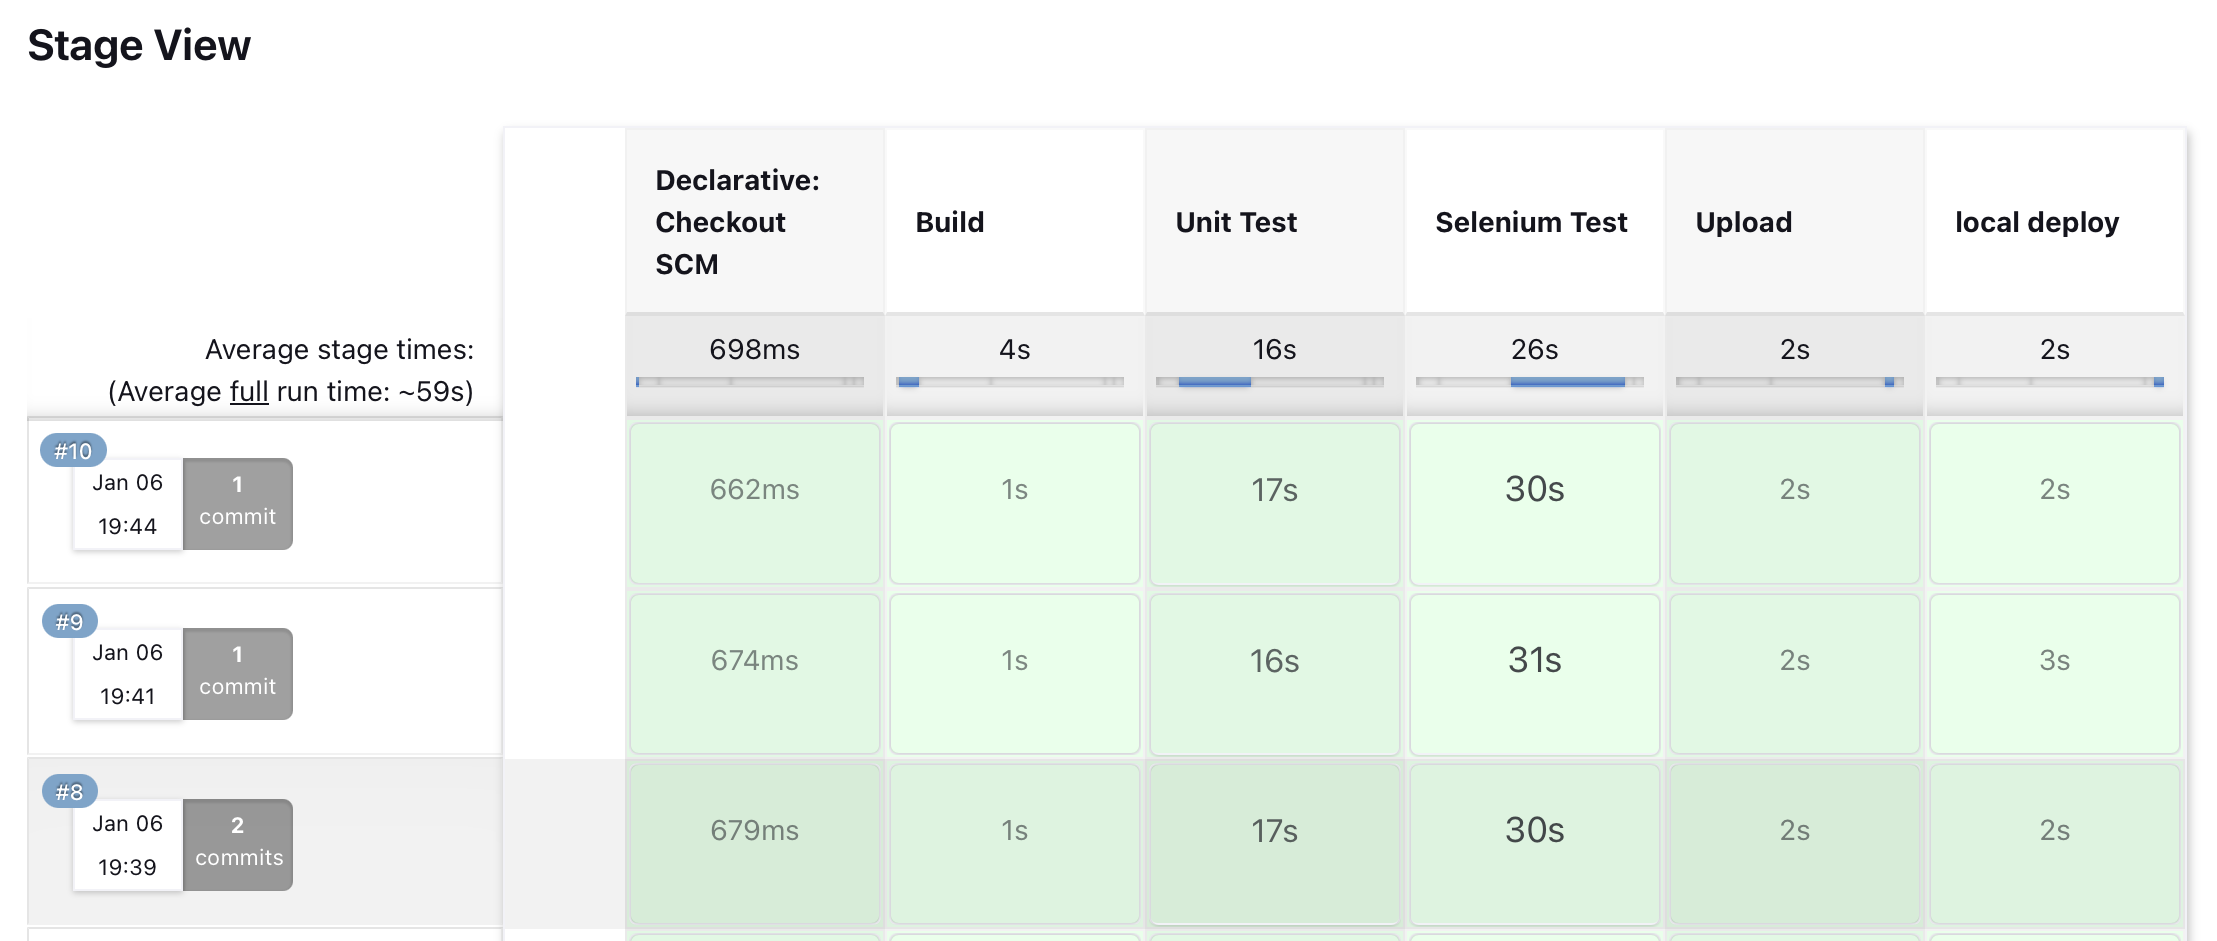 Stage View
Declarative:
Checkout
SCM
Build
Unit Test
Selenium Test
Upload
local deploy
Average stage times:
(Average full run time: ~59s)
698ms
4s
16s
26s
2s
2s
#10
Jan 06
19:44
1
commit
662ms
1s
17s
30s
2s
2s
#9
Jan 06
19:41
1
commit
674ms
1s
16s
31s
2s
3s
#8
Jan 06
19:39
2
commits
679ms
1s
17s
30s
2s
2s